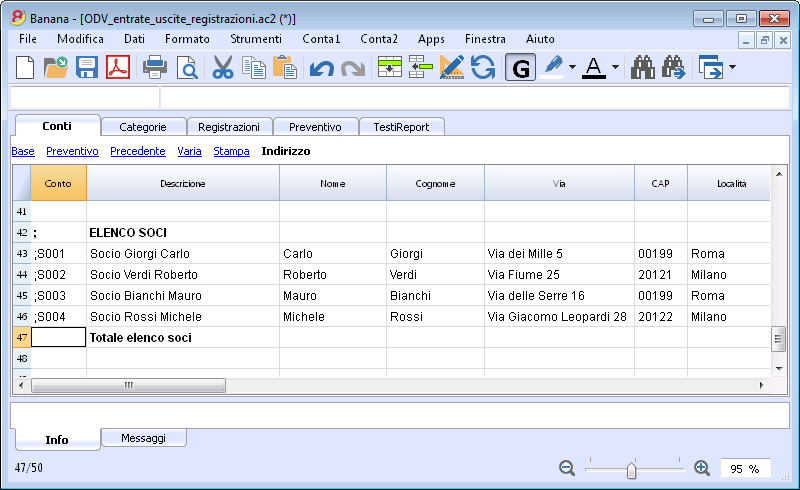 Banana - [ODV_entrate_uscite_registrazioni.ac2 (*)]
File Modifica Dati Formato Strumenti Conta1 Conta2 Apps Finestra Aiuto
G A
Conti Categorie Registrazioni Preventivo TestiReport
Base Preventivo Precedente Varia Stampa Indirizzo
Conto Descrizione Nome Cognome Via CAP Località
41
42 ; ELENCO SOCI
43 ;S001 Socio Giorgi Carlo Carlo Giorgi Via dei Mille 5 00199 Roma
44 ;S002 Socio Verdi Roberto Roberto Verdi Via Fiume 25 20121 Milano
45 ;S003 Socio Bianchi Mauro Mauro Bianchi Via delle Serre 16 00199 Roma
46 ;S004 Socio Rossi Michele Michele Rossi Via Giacomo Leopardi 28 20122 Milano
47 Totale elenco soci
48
Info Messaggi
47/50 95 %